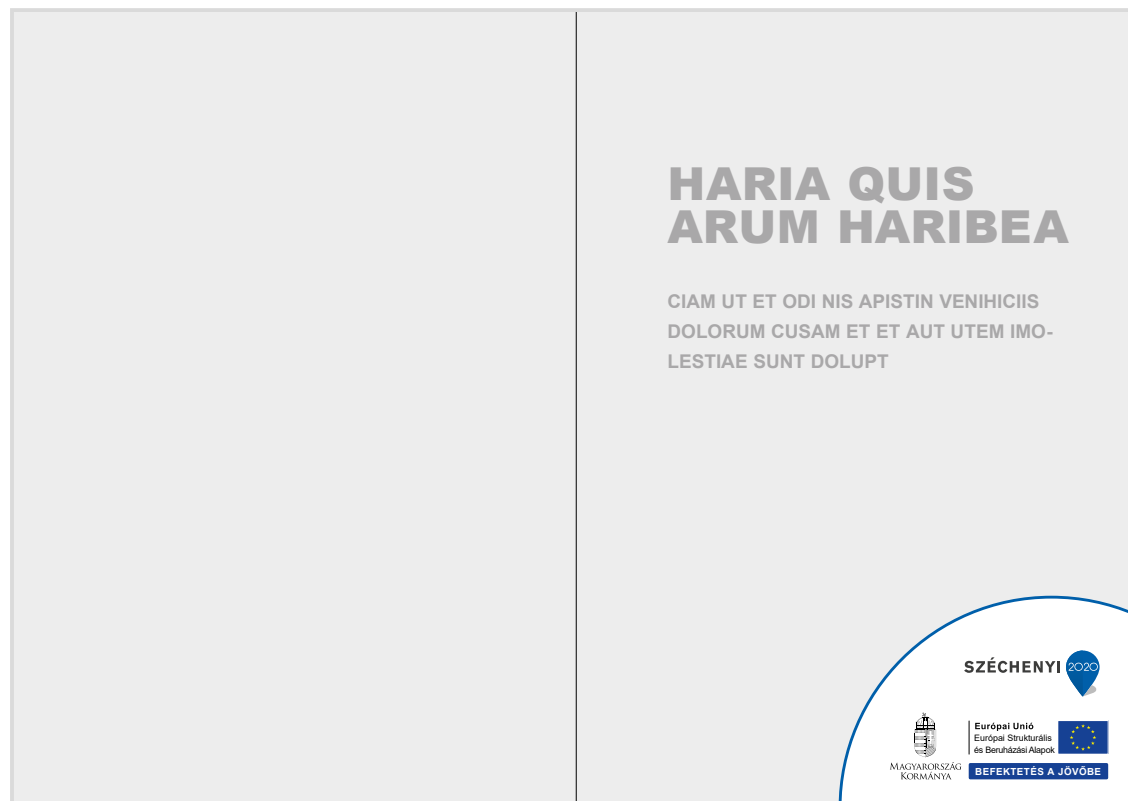 HARIA QUIS
ARUM HARIBEA
CIAM UT ET ODI NIS APISTIN VENIHICIIS
DOLORUM CUSAM ET ET AUT UTEM IMO-
LESTIAE SUNT DOLUPT
SZÉCHENYI 2020
MAGYARORSZÁG
KORMÁNYA
Európai Unió
Európai Strukturális
és Beruházási Alapok
BEFEKTETÉS A JÖVŐBE